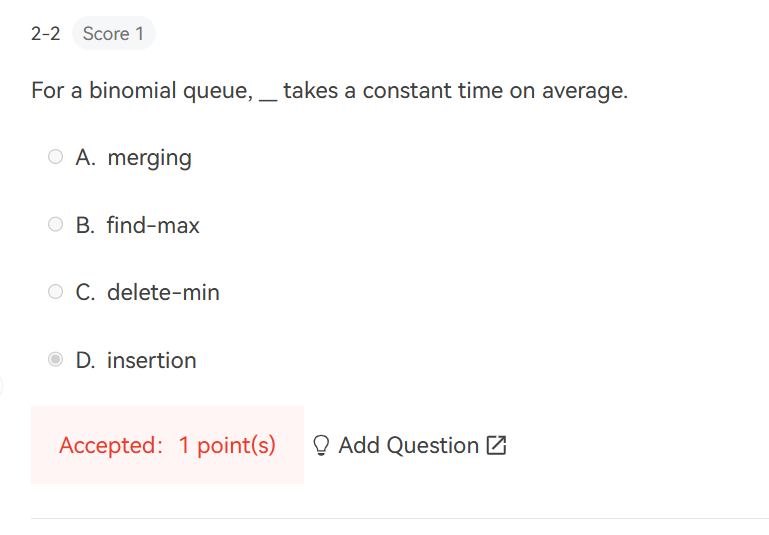 2-2 Score 1
For a binomial queue, __ takes a constant time on average.
A. merging
B. find-max
C. delete-min
D. insertion
Accepted: 1 point(s) Add Question